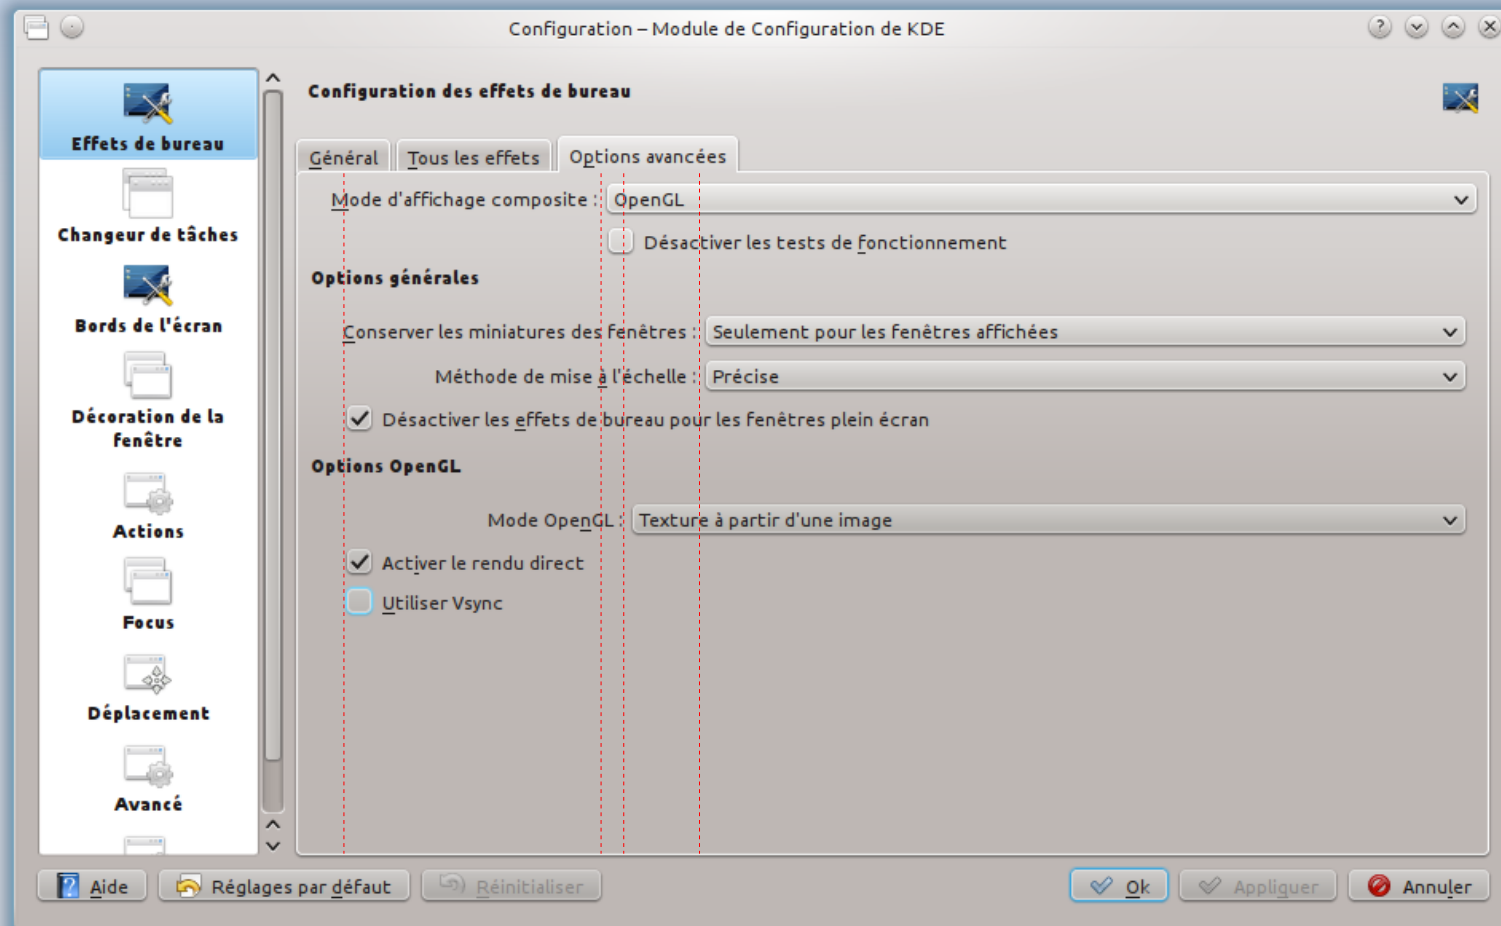 Configuration – Module de Configuration de KDE
Effets de bureau
Changeur de tâches
Bords de l'écran
Décoration de la
fenêtre
Actions
Focus
Déplacement
Avancé
Configuration des effets de bureau
Général Tous les effets Options avancées
Mode d'affichage composite : OpenGL
Désactiver les tests de fonctionnement
Options générales
Conserver les miniatures des fenêtres : Seulement pour les fenêtres affichées
Méthode de mise à l'échelle : Précise
Désactiver les effets de bureau pour les fenêtres plein écran
Options OpenGL
Mode OpenGL : Texture à partir d'une image
Activer le rendu direct
Utiliser Vsync
Aide Réglages par défaut Réinitialiser Ok Appliquer Annuler